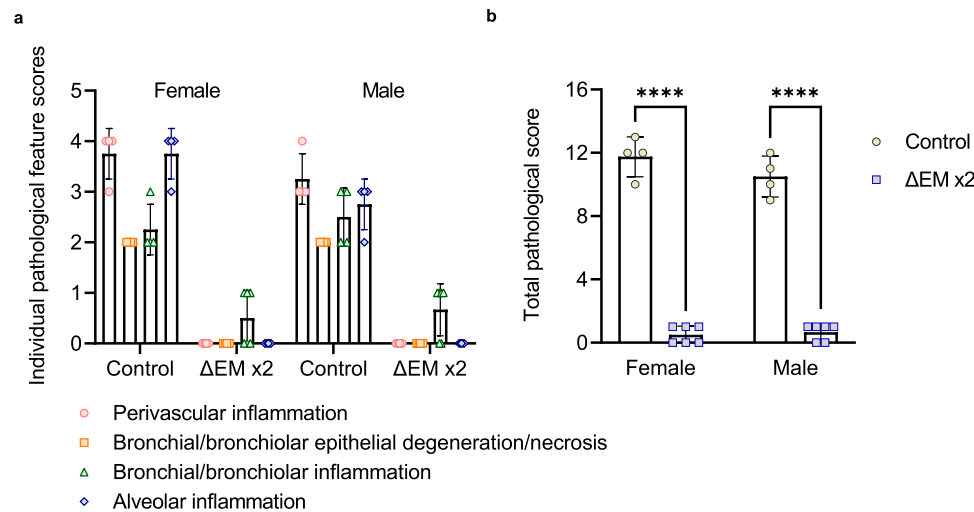 a
Individual pathological feature scores
5
4
3
2
1
0
Female
Male
Control
ΔEM x2
Control
ΔEM x2
Perivascular inflammation
Bronchial/bronchiolar epithelial degeneration/necrosis
Bronchial/bronchiolar inflammation
Alveolar inflammation
b
Total pathological score
16
12
8
4
0
****
****
Female
Male
Control
ΔEM x2